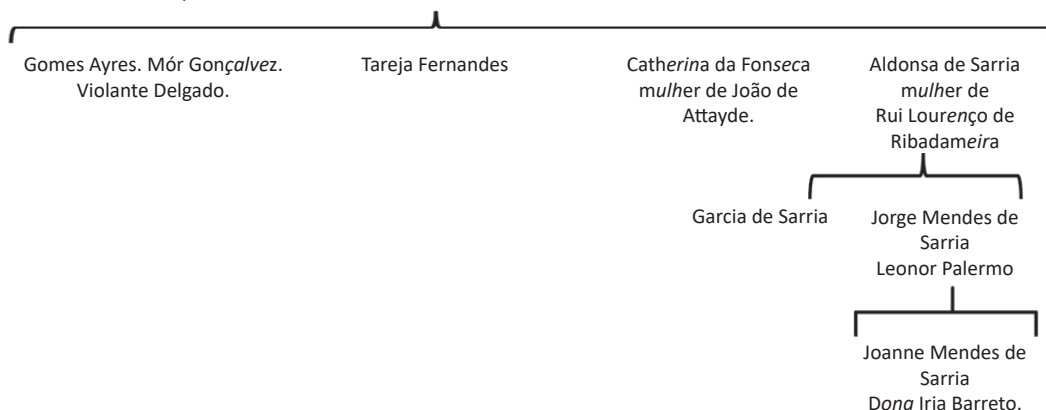 Gomes Ayres. Mór Gonçalvez.
Violante Delgado.
Tareja Fernandes
Catherina da Fonseca
mulher de João de
Attayde.
Aldonsa de Sarria
mulher de
Rui Lourenço de
Ribadameira
Garcia de Sarria
Jorge Mendes de
Sarria
Leonor Palermo
Joanne Mendes de
Sarria
Dona Iria Barreto.